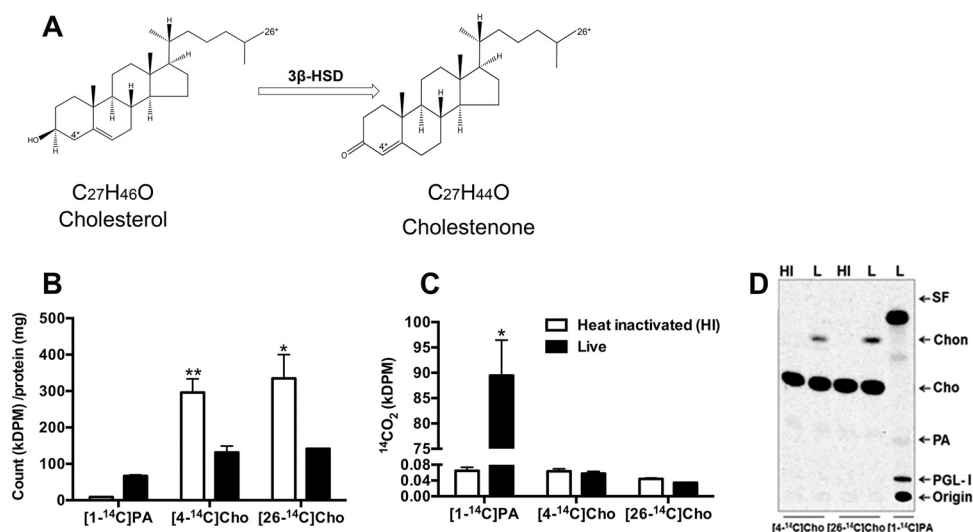 A
26*
26*
3β-HSD
H
H
H
H
H
H
H
H
HO
4*
H
O
4*
C27H46O
C27H44O
Cholesterol
Cholestenone
B
Count (kDPM) /protein (mg)
500
400
300
200
100
0
**
*
[1-¹⁴C]PA
[4-¹⁴C]Cho
[26-¹⁴C]Cho
C
¹⁴CO₂ (kDPM)
100
95
90
85
80
75
0.08
0.04
0.00
*
Heat inactivated (HI)
Live
[1-¹⁴C]PA
[4-¹⁴C]Cho
[26-¹⁴C]Cho
D
HI L HI L L
SF
Chon
Cho
PA
PGL-I
Origin
[4-¹⁴C]Cho [26-¹⁴C]Cho [1-¹⁴C]PA